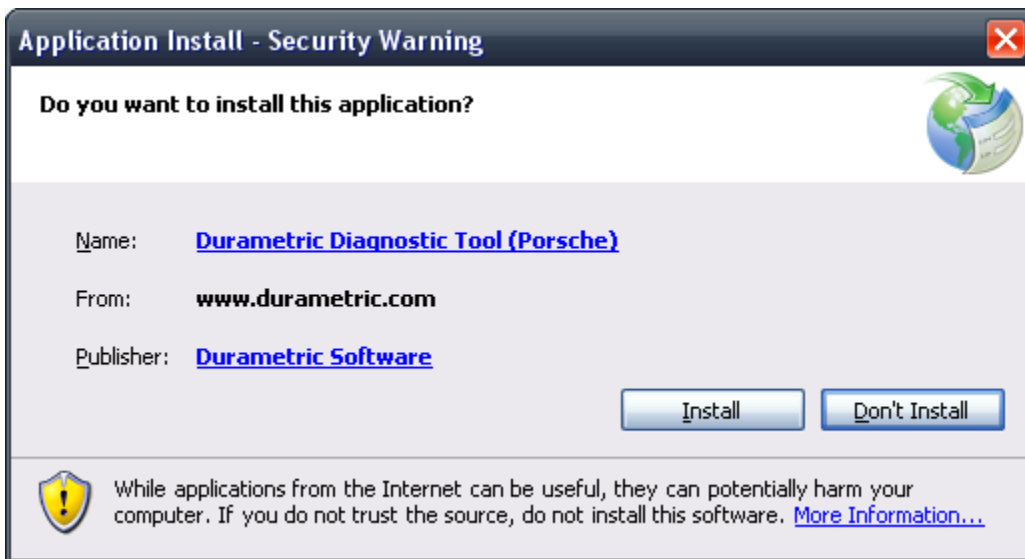 Application Install - Security Warning
Do you want to install this application?
Name: Durametric Diagnostic Tool (Porsche)
From: www.durametric.com
Publisher: Durametric Software
Install Don't Install
While applications from the Internet can be useful, they can potentially harm your
computer. If you do not trust the source, do not install this software. More Information...